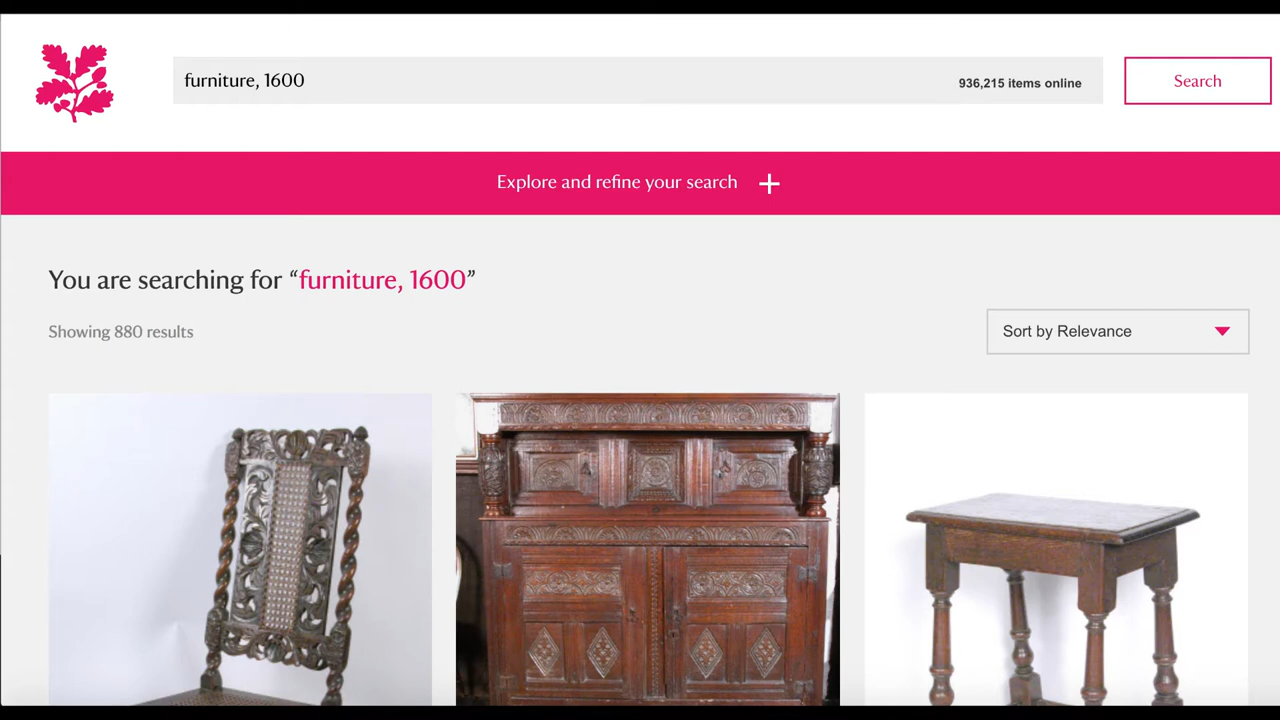 furniture, 1600
936,215 items online
Search
Explore and refine your search
You are searching for “furniture, 1600”
Showing 880 results
Sort by Relevance